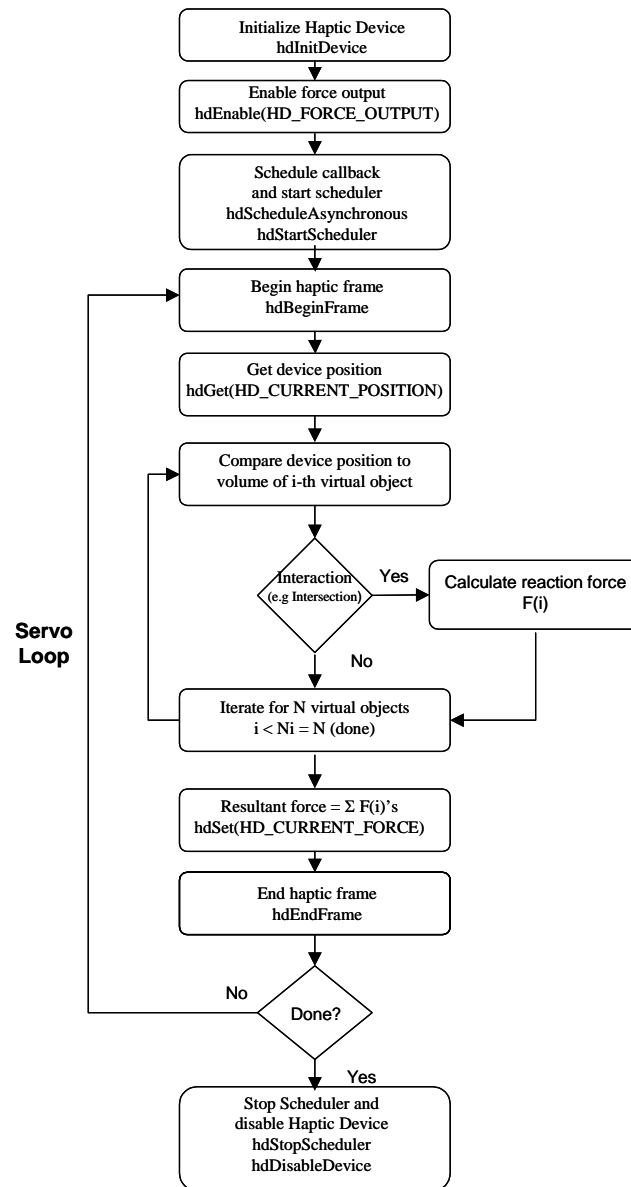 Initialize Haptic Device
hdInitDevice
Enable force output
hdEnable(HD_FORCE_OUTPUT)
Schedule callback
and start scheduler
hdScheduleAsynchronous
hdStartScheduler
Begin haptic frame
hdBeginFrame
Get device position
hdGet(HD_CURRENT_POSITION)
Compare device position to
volume of i-th virtual object
Interaction
(e.g Intersection)
Yes
Calculate reaction force
F(i)
No
Servo
Loop
Iterate for N virtual objects
i < Ni = N (done)
Resultant force = Σ F(i)’s
hdSet(HD_CURRENT_FORCE)
End haptic frame
hdEndFrame
No
Done?
Yes
Stop Scheduler and
disable Haptic Device
hdStopScheduler
hdDisableDevice